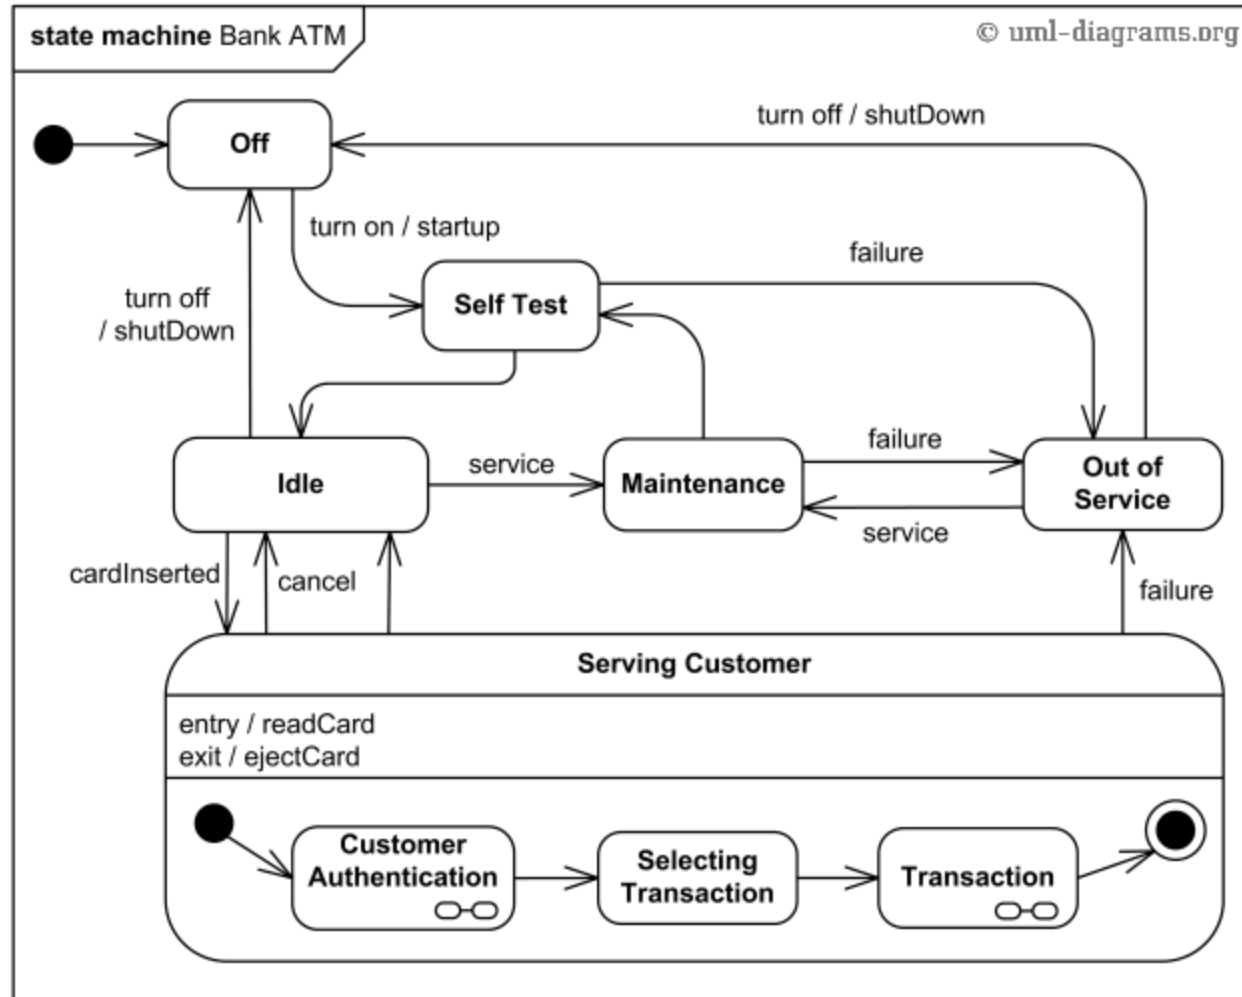 state machine Bank ATM
© uml-diagrams.org
turn off / shutDown
Off
turn on / startup
failure
turn off
/ shutDown
Self Test
Idle
service
Maintenance
failure
service
Out of
Service
cardInserted
cancel
failure
Serving Customer
entry / readCard
exit / ejectCard
Customer
Authentication
Selecting
Transaction
Transaction